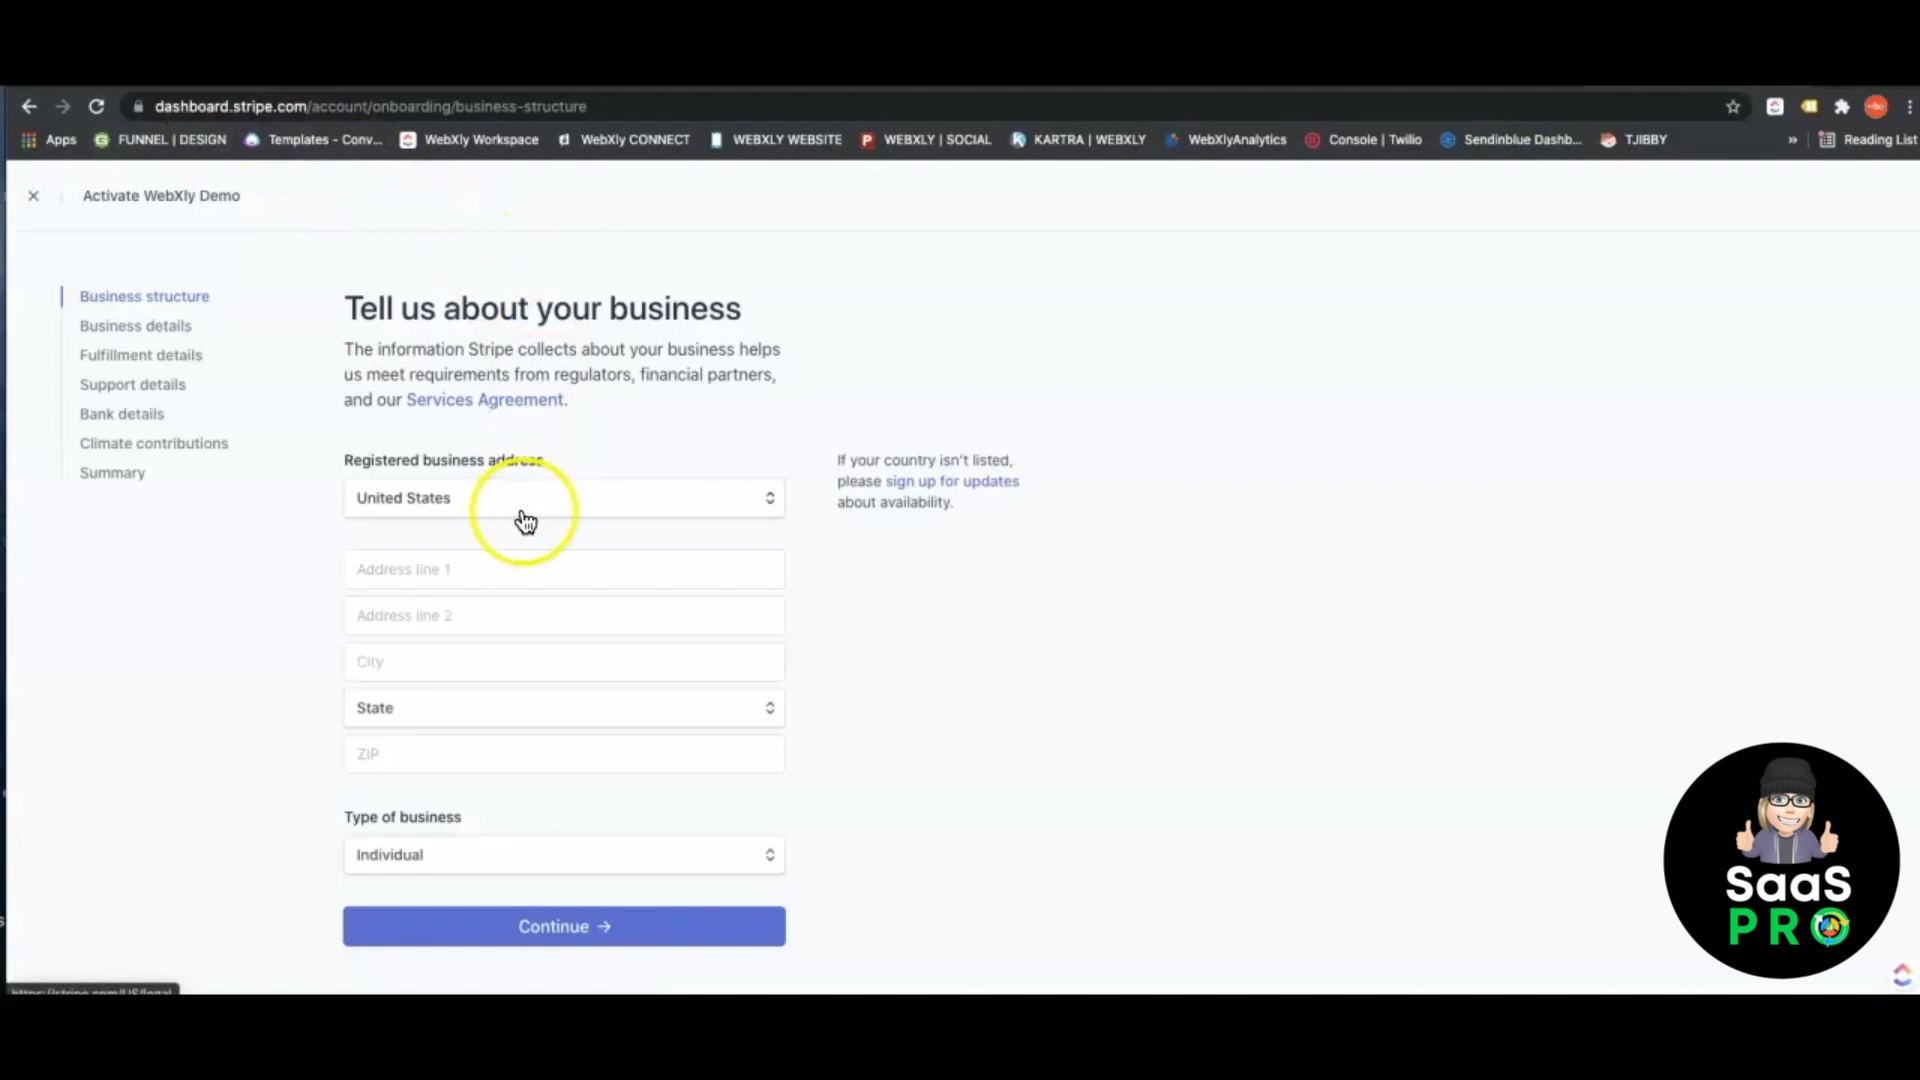 dashboard.stripe.com/account/onboarding/business-structure
Apps FUNNEL | DESIGN Templates - Conv... WebXly Workspace WebXly CONNECT WEBXLY WEBSITE WEBXLY | SOCIAL KARTRA | WEBXLY WebXlyAnalytics Console | Twilio Sendinblue Dashb... TJIBBY » Reading List
Activate WebXly Demo
Business structure
Business details
Fulfillment details
Support details
Bank details
Climate contributions
Summary
Tell us about your business
The information Stripe collects about your business helps
us meet requirements from regulators, financial partners,
and our Services Agreement.
Registered business address
United States
Address line 1
Address line 2
City
State
ZIP
Type of business
Individual
Continue →
If your country isn't listed,
please sign up for updates
about availability.
SaaS
PRO